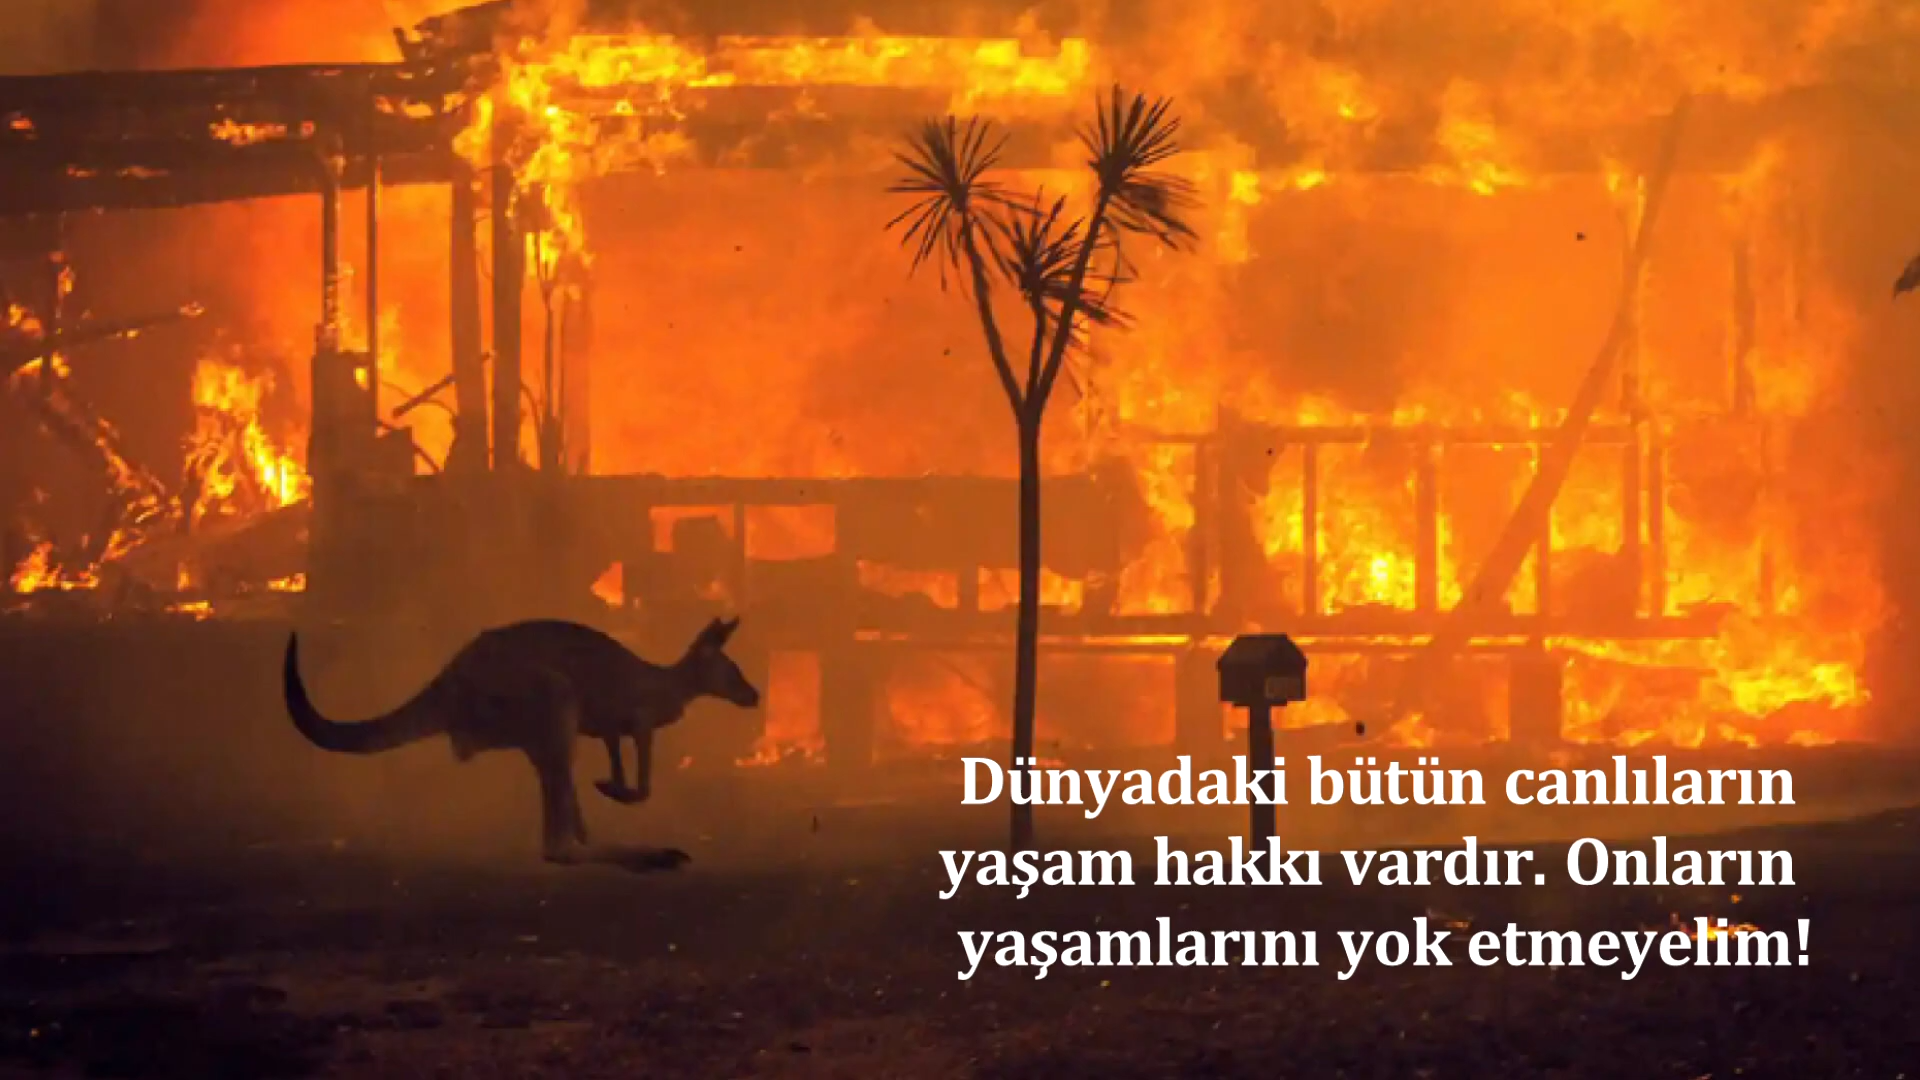 Dünyadaki bütün canlıların
yaşam hakkı vardır. Onların
yaşamlarını yok etmeyelim!